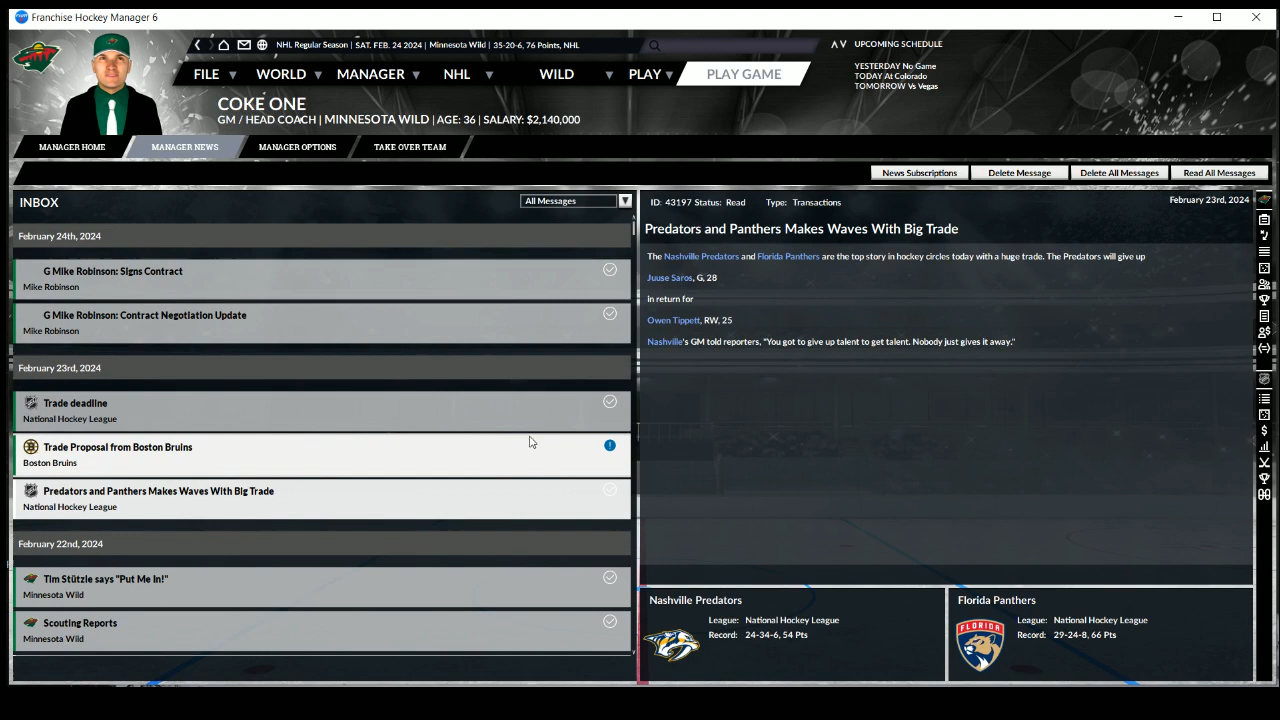 Franchise Hockey Manager 6
NHL Regular Season | SAT. FEB. 24 2024 | Minnesota Wild | 35-20-6, 76 Points, NHL
FILE WORLD MANAGER NHL WILD PLAY PLAY GAME
UPCOMING SCHEDULE
YESTERDAY No Game
TODAY At Colorado
TOMORROW Vs Vegas
COKE ONE
GM / HEAD COACH | MINNESOTA WILD | AGE: 36 | SALARY: $2,140,000
MANAGER HOME MANAGER NEWS MANAGER OPTIONS TAKE OVER TEAM
News Subscriptions Delete Message Delete All Messages Read All Messages
INBOX
All Messages
February 24th, 2024
G Mike Robinson: Signs Contract
Mike Robinson
G Mike Robinson: Contract Negotiation Update
Mike Robinson
February 23rd, 2024
Trade deadline
National Hockey League
Trade Proposal from Boston Bruins
Boston Bruins
Predators and Panthers Makes Waves With Big Trade
National Hockey League
February 22nd, 2024
Tim Stützle says "Put Me In!"
Minnesota Wild
Scouting Reports
Minnesota Wild
ID: 43197 Status: Read Type: Transactions
February 23rd, 2024
Predators and Panthers Makes Waves With Big Trade
The Nashville Predators and Florida Panthers are the top story in hockey circles today with a huge trade. The Predators will give up
Juuse Saros, G, 28
in return for
Owen Tippett, RW, 25
Nashville's GM told reporters, "You got to give up talent to get talent. Nobody just gives it away."
Nashville Predators
League: National Hockey League
Record: 24-34-6, 54 Pts
Florida Panthers
FLORIDA
League: National Hockey League
Record: 29-24-8, 66 Pts